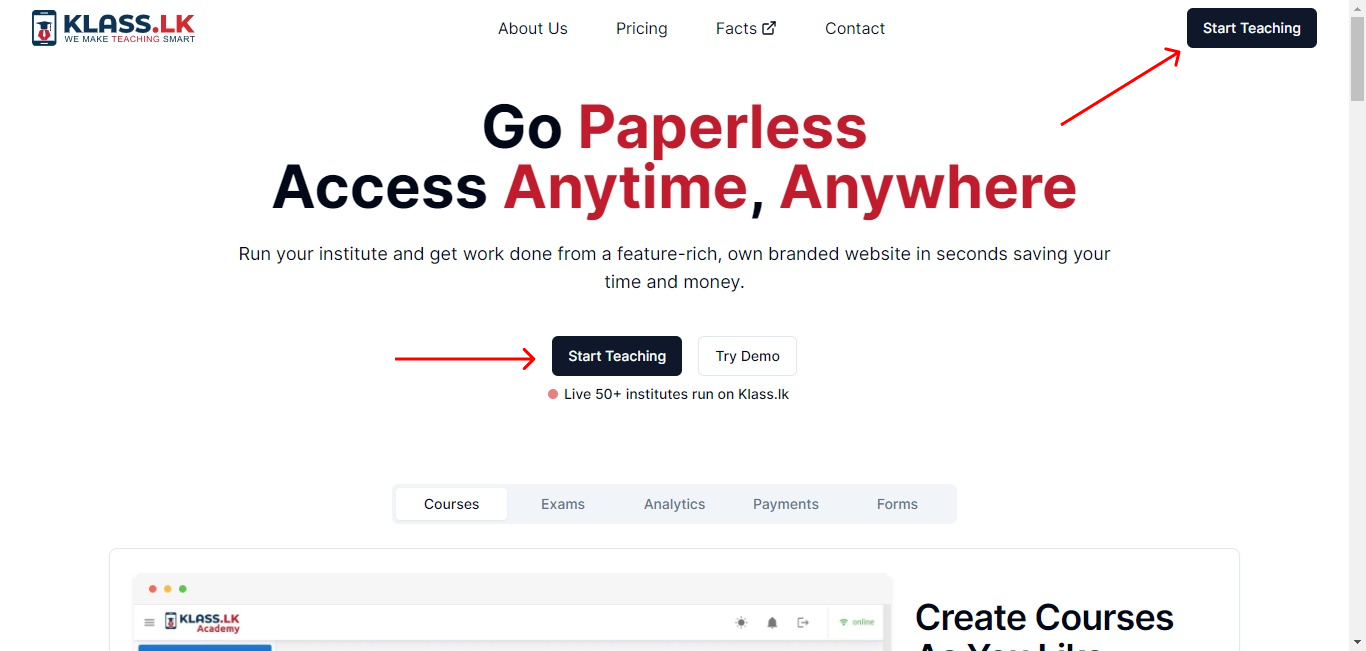 KLASS.LK
WE MAKE TEACHING SMART
About Us
Pricing
Facts
Contact
Start Teaching
Go Paperless
Access Anytime, Anywhere
Run your institute and get work done from a feature-rich, own branded website in seconds saving your
time and money.
Start Teaching
Try Demo
Live 50+ institutes run on Klass.lk
Courses
Exams
Analytics
Payments
Forms
KLASS.LK
Academy
online
Create Courses
As You Like